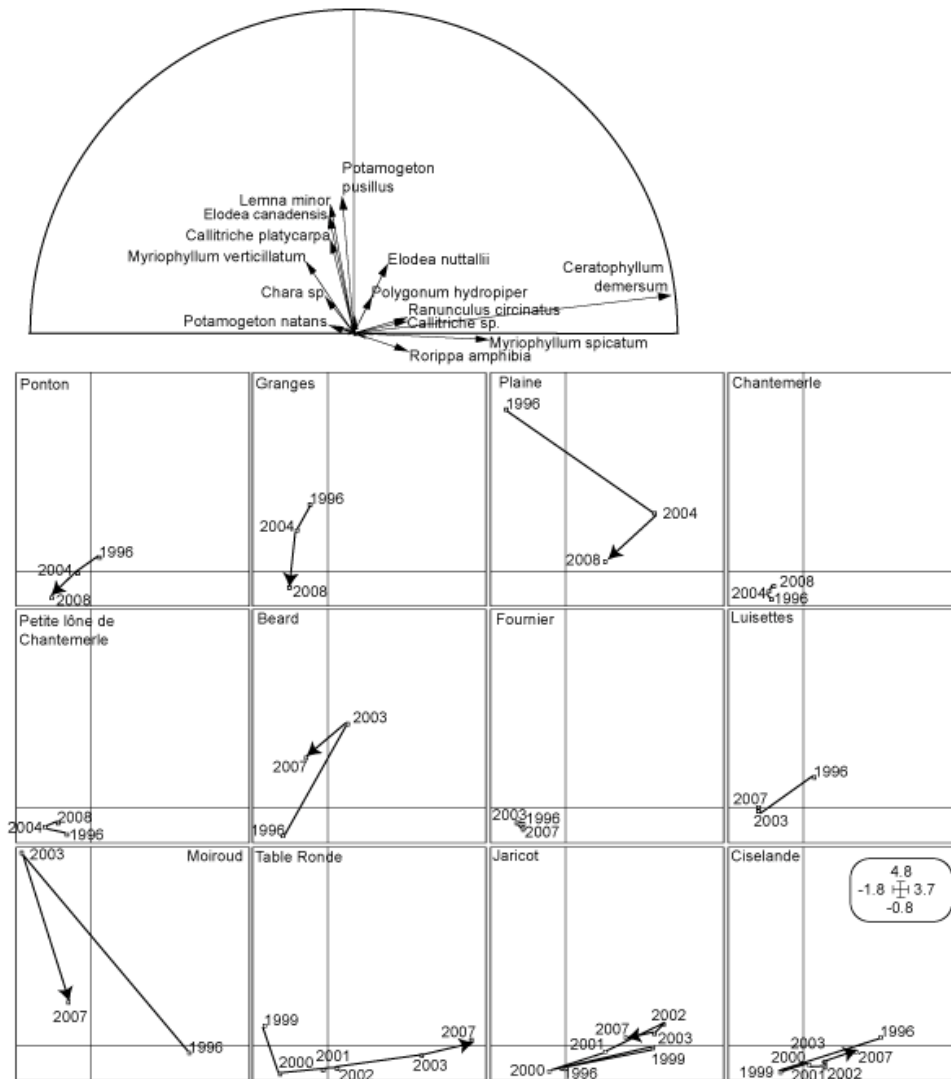 Potamogeton
pusillus
Lemna minor
Elodea canadensis
Callitriche platycarpa
Myriophyllum verticillatum
Elodea nuttallii
Ceratophyllum
demersum
Chara sp.
Polygonum hydropiper
Ranunculus circinatus
Potamogeton natans
Callitriche sp.
Myriophyllum spicatum
Rorippa amphibia
Ponton
1996
2004
2008
Granges
1996
2004
2008
Plaine
1996
2004
2008
Chantemerle
2008
2004
1996
Petite lône de
Chantemerle
2008
2004
1996
Beard
2003
2007
1996
Fournier
2003
1996
2007
Luisettes
1996
2007
2003
Moiroud
2003
2007
1996
Table Ronde
1999
2007
2001
2000
2002
2003
Jaricot
2002
2007
2003
2001
1999
2000
1996
Ciselande
4.8
-1.8 3.7
-0.8
1996
2003
2000
2007
1999
2001
2002